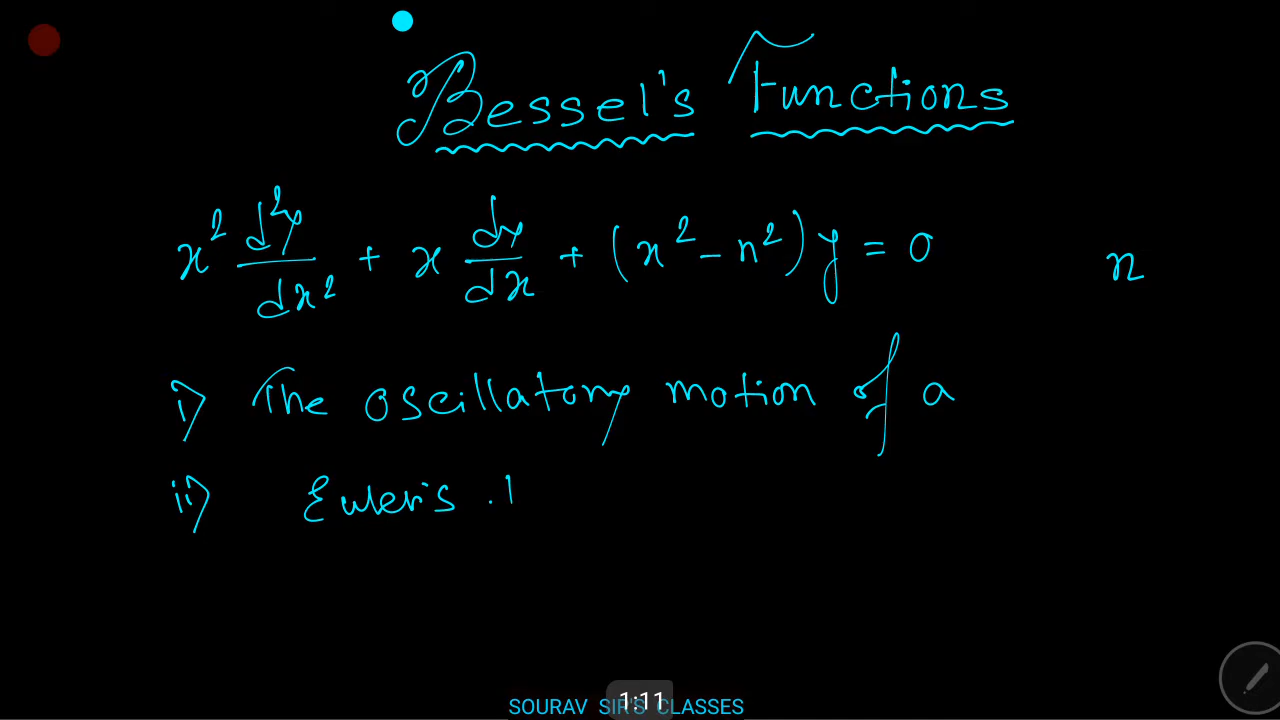 Bessel's Functions
x² d²y/dx² + x dy/dx + (x² - n²) y = 0 n
i) The oscillatory motion of a
ii) Euler's .
SOURAV SIR'S CLASSES
1:11